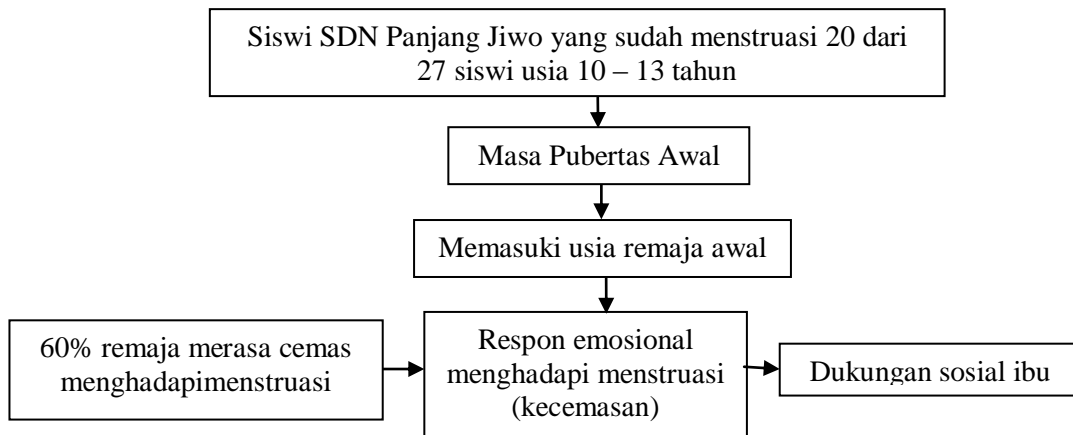 Siswi SDN Panjang Jiwo yang sudah menstruasi 20 dari
27 siswi usia 10 – 13 tahun
Masa Pubertas Awal
Memasuki usia remaja awal
60% remaja merasa cemas
menghadapimenstruasi
Respon emosional
menghadapi menstruasi
(kecemasan)
Dukungan sosial ibu